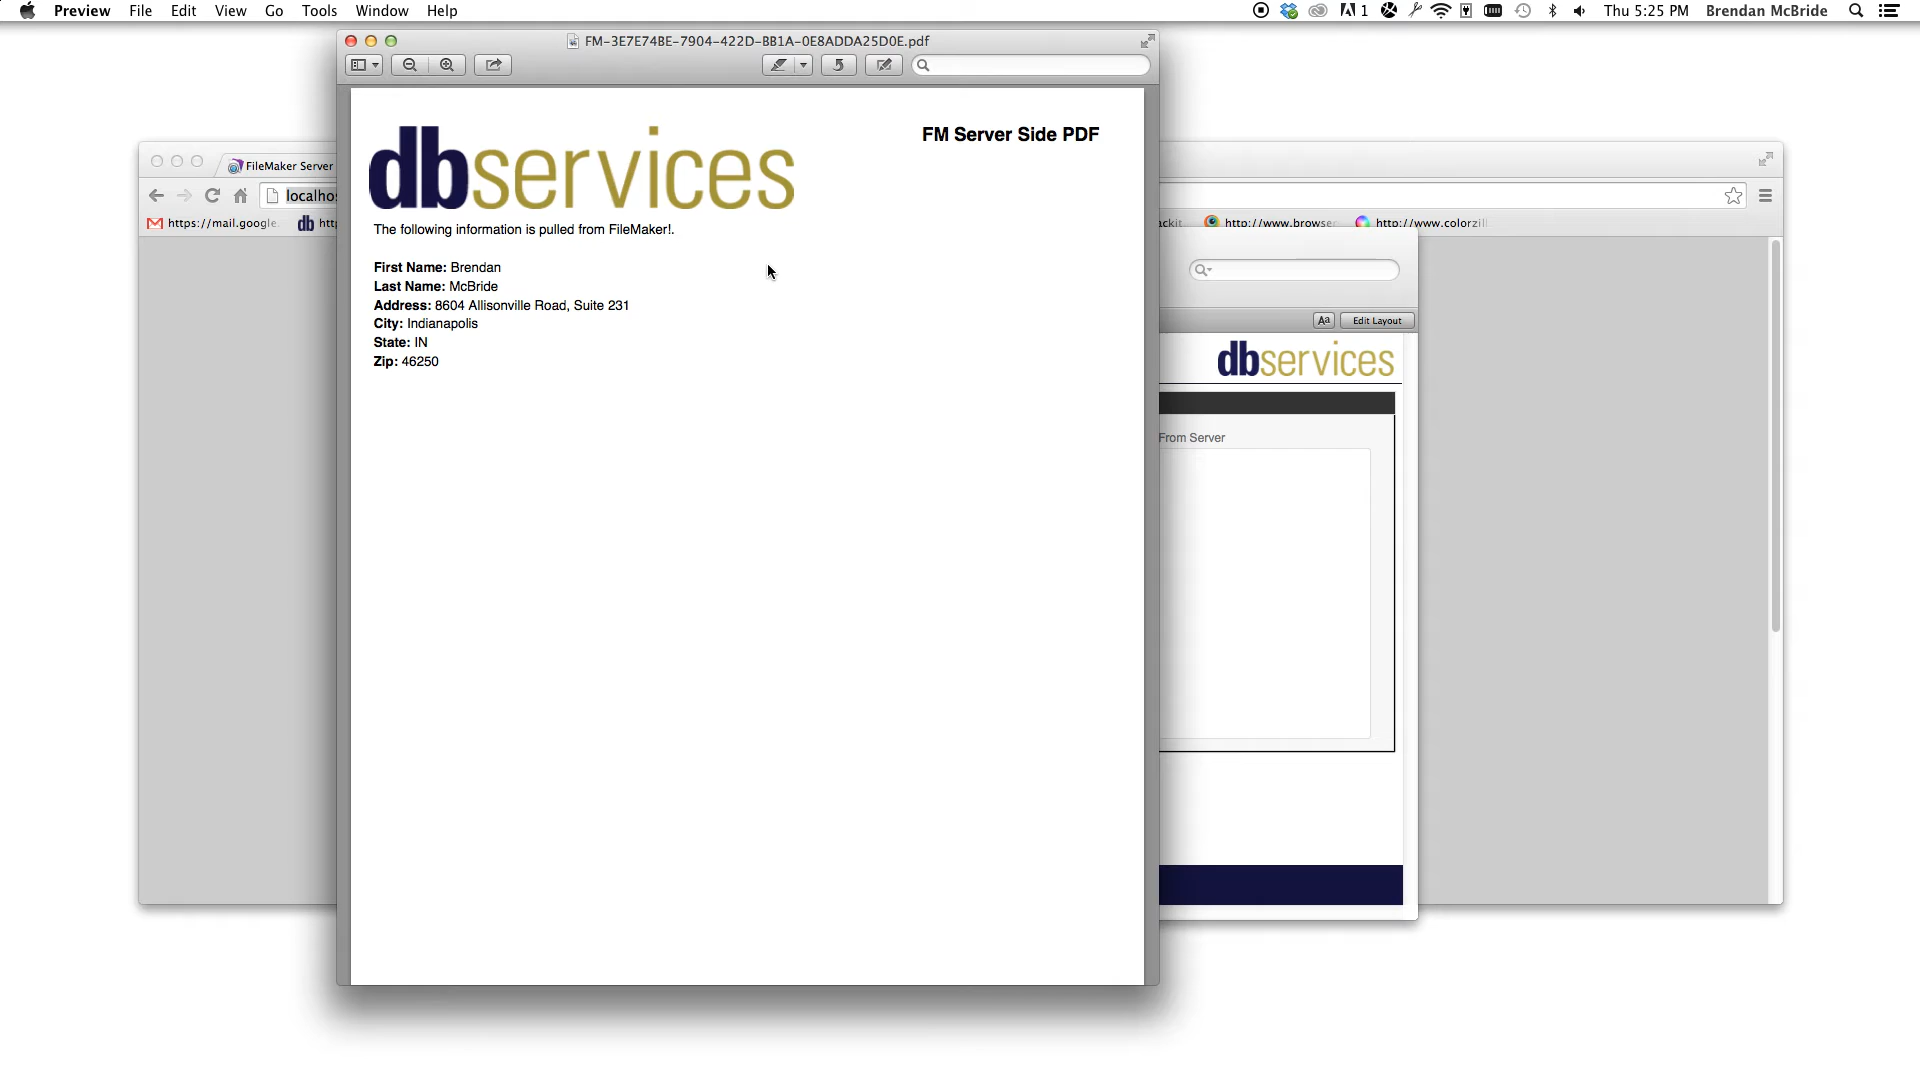 Preview File Edit View Go Tools Window Help
1 Thu 5:25 PM Brendan McBride
FM-3E7E74BE-7904-422D-BB1A-0E8ADDA25D0E.pdf
FileMaker Server
localhos
https://mail.google.
http://www.browse
http://www.colorzill
Aa Edit Layout
dbservices
From Server
dbservices
FM Server Side PDF
The following information is pulled from FileMaker!.
First Name: Brendan
Last Name: McBride
Address: 8604 Allisonville Road, Suite 231
City: Indianapolis
State: IN
Zip: 46250